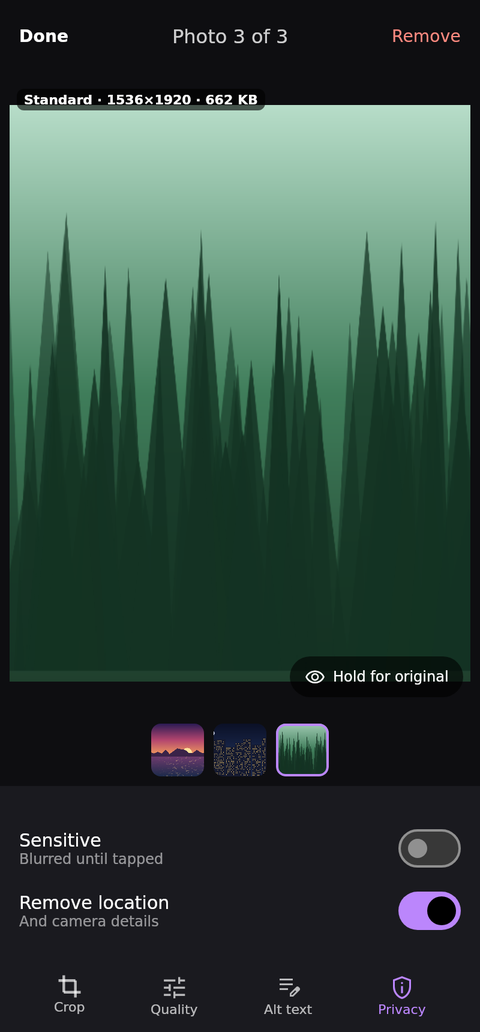 Done
Photo 3 of 3
Remove
Standard · 1536×1920 · 662 KB
Hold for original
Sensitive
Blurred until tapped
Remove location
And camera details
Crop
Quality
Alt text
Privacy